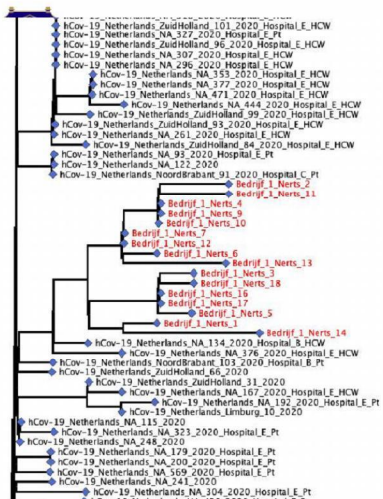 hCov-19_Netherlands_ZuidHolland_101_2020_Hospital_E_HCW
hCov-19_Netherlands_NA_327_2020_Hospital_E_Pt
hCov-19_Netherlands_ZuidHolland_96_2020_Hospital_E_HCW
hCov-19_Netherlands_NA_307_2020_Hospital_E_HCW
hCov-19_Netherlands_NA_296_2020_Hospital_E_HCW
hCov-19_Netherlands_NA_353_2020_Hospital_E_HCW
hCov-19_Netherlands_NA_377_2020_Hospital_E_HCW
hCov-19_Netherlands_NA_471_2020_Hospital_E_HCW
hCov-19_Netherlands_NA_444_2020_Hospital_E_HCW
hCov-19_Netherlands_ZuidHolland_99_2020_Hospital_E_HCW
hCov-19_Netherlands_ZuidHolland_93_2020_Hospital_E_HCW
hCov-19_Netherlands_NA_261_2020_Hospital_E_HCW
hCov-19_Netherlands_ZuidHolland_84_2020_Hospital_E_HCW
hCov-19_Netherlands_NA_93_2020_Hospital_E_Pt
hCov-19_Netherlands_NA_122_2020
hCov-19_Netherlands_NoordBrabant_91_2020_Hospital_C_Pt
Bedrijf_1_Nerts_2
Bedrijf_1_Nerts_11
Bedrijf_1_Nerts_4
Bedrijf_1_Nerts_9
Bedrijf_1_Nerts_10
Bedrijf_1_Nerts_7
Bedrijf_1_Nerts_12
Bedrijf_1_Nerts_6
Bedrijf_1_Nerts_13
Bedrijf_1_Nerts_3
Bedrijf_1_Nerts_18
Bedrijf_1_Nerts_16
Bedrijf_1_Nerts_17
Bedrijf_1_Nerts_5
Bedrijf_1_Nerts_1
Bedrijf_1_Nerts_14
hCov-19_Netherlands_NA_134_2020_Hospital_B_HCW
hCov-19_Netherlands_NA_376_2020_Hospital_E_HCW
hCov-19_Netherlands_NoordBrabant_103_2020_Hospital_B_Pt
hCov-19_Netherlands_ZuidHolland_66_2020
hCov-19_Netherlands_ZuidHolland_31_2020
hCov-19_Netherlands_NA_167_2020_Hospital_E_HCW
hCov-19_Netherlands_NA_192_2020_Hospital_E_Pt
hCov-19_Netherlands_Limburg_10_2020
hCov-19_Netherlands_NA_115_2020
hCov-19_Netherlands_NA_323_2020_Hospital_E_Pt
hCov-19_Netherlands_NA_248_2020
hCov-19_Netherlands_NA_179_2020_Hospital_E_Pt
hCov-19_Netherlands_NA_200_2020_Hospital_E_Pt
hCov-19_Netherlands_NA_569_2020_Hospital_E_Pt
hCov-19_Netherlands_NA_241_2020
hCov-19_Netherlands_NA_304_2020_Hospital_E_Pt